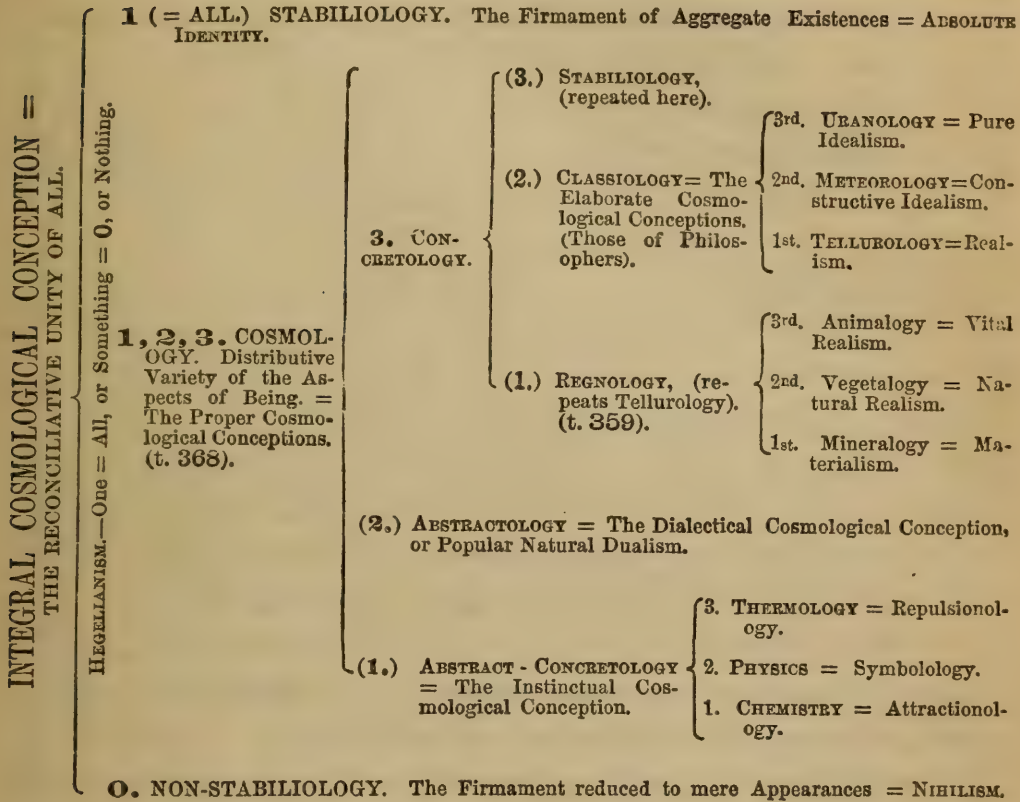 INTEGRAL COSMOLOGICAL CONCEPTION =
THE RECONCILIATIVE UNITY OF ALL.
HEGELIANISM.—One = All, or Something = 0, or Nothing.
1 (= ALL.) STABILIOLOGY. The Firmament of Aggregate Existences = ABSOLUTE
IDENTITY.
1, 2, 3. COSMOL-
OGY. Distributive
Variety of the As-
pects of Being. =
The Proper Cosmo-
logical Conceptions.
(t. 368).
3. CON-
CRETOLOGY.
(3.) STABILIOLOGY,
(repeated here).
(2.) CLASSIOLOGY= The
Elaborate Cosmo-
logical Conceptions.
(Those of Philos-
ophers).
3rd. URANOLOGY = Pure
Idealism.
2nd. METEOROLOGY=Con-
structive Idealism.
1st. TELLUROLOGY=Real-
ism.
(1.) REGNOLOGY, (re-
peats Tellurology).
(t. 359).
3rd. Animalogy = Vital
Realism.
2nd. Vegetalogy = Na-
tural Realism.
1st. Mineralogy = Ma-
terialism.
(2.) ABSTRACTOLOGY = The Dialectical Cosmological Conception,
or Popular Natural Dualism.
(1.) ABSTRACT-CONCRETOLOGY
= The Instinctual Cos-
mological Conception.
3. THERMOLOGY = Repulsionol-
ogy.
2. PHYSICS = Symbolology.
1. CHEMISTRY = Attractionol-
ogy.
0. NON-STABILIOLOGY. The Firmament reduced to mere Appearances = NIHILISM.